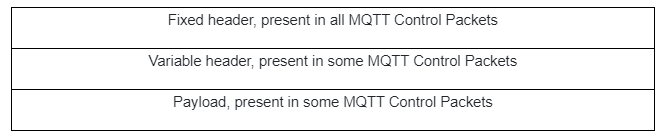 Fixed header, present in all MQTT Control Packets
Variable header, present in some MQTT Control Packets
Payload, present in some MQTT Control Packets